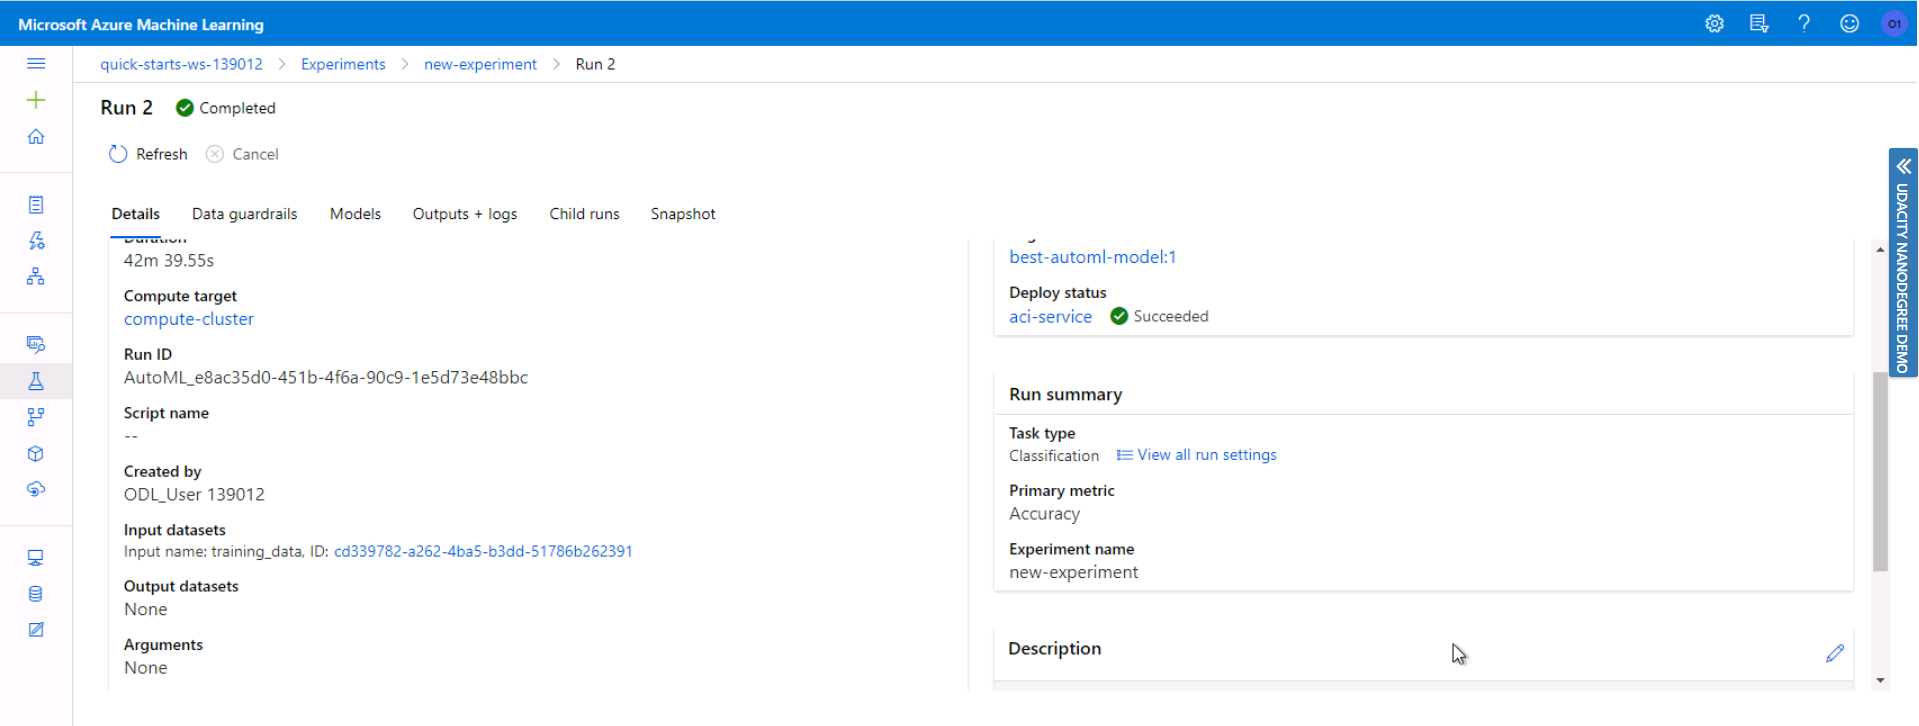 Microsoft Azure Machine Learning
O1
quick-starts-ws-139012 > Experiments > new-experiment > Run 2
Run 2 Completed
Refresh Cancel
Details Data guardrails Models Outputs + logs Child runs Snapshot
Duration
42m 39.55s
Compute target
compute-cluster
Run ID
AutoML_e8ac35d0-451b-4f6a-90c9-1e5d73e48bbc
Script name
--
Created by
ODL_User 139012
Input datasets
Input name: training_data, ID: cd339782-a262-4ba5-b3dd-51786b262391
Output datasets
None
Arguments
None
best-automl-model:1
Deploy status
aci-service Succeeded
Run summary
Task type
Classification View all run settings
Primary metric
Accuracy
Experiment name
new-experiment
Description
UDACITY NANODEGREE DEMO